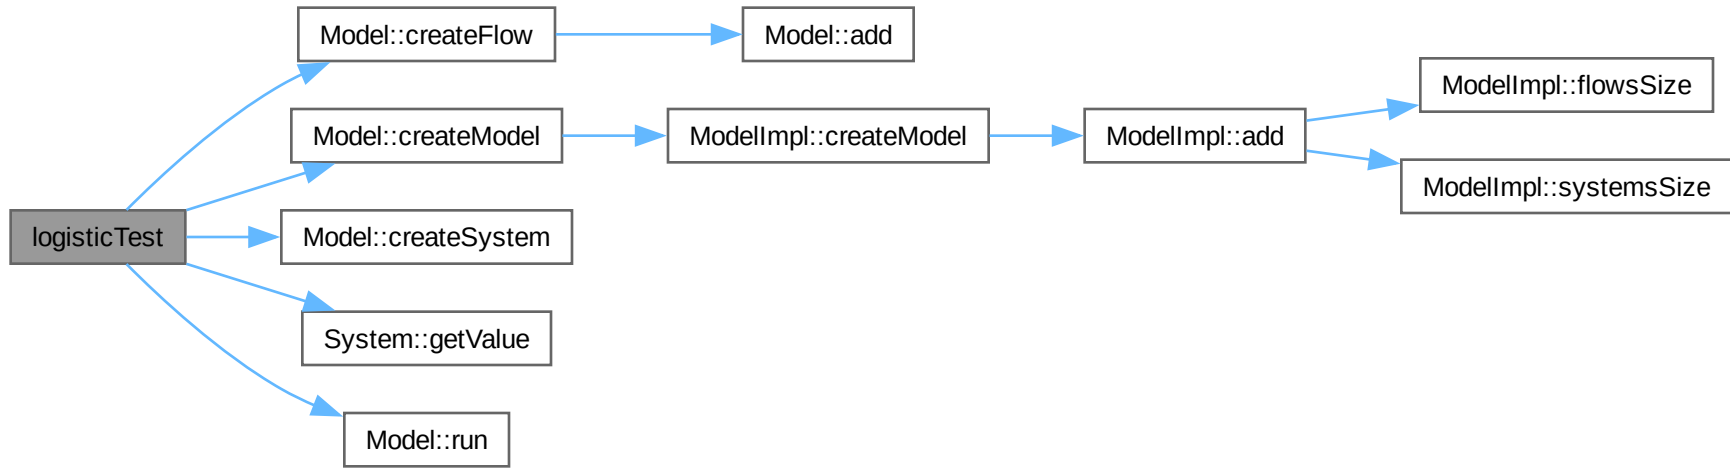 Model::createFlow
Model::add
ModelImpl::flowsSize
Model::createModel
ModelImpl::createModel
ModelImpl::add
ModelImpl::systemsSize
logisticTest
Model::createSystem
System::getValue
Model::run